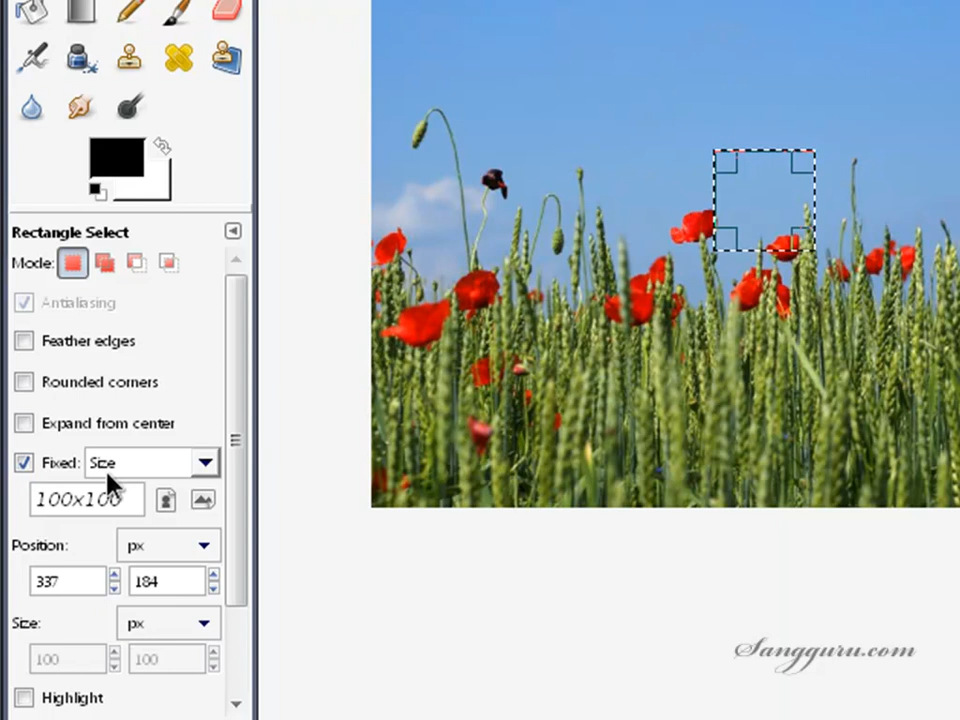 Rectangle Select
Mode:
Antialiasing
Feather edges
Rounded corners
Expand from center
Fixed: Size
100x100
Position: px
337 184
Size: px
100 100
Highlight
Sangguru.com